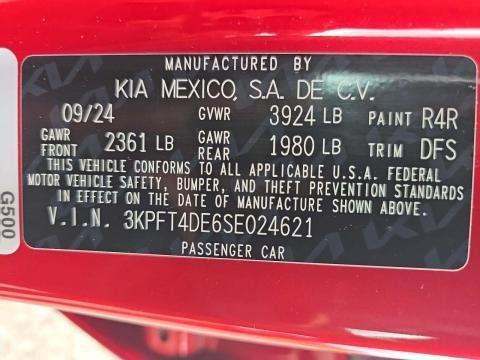 MANUFACTURED BY
KIA MEXICO, S.A. DE C.V.
09/24 GVWR 3924 LB PAINT R4R
GAWR FRONT 2361 LB GAWR REAR 1980 LB TRIM DFS
THIS VEHICLE CONFORMS TO ALL APPLICABLE U.S.A. FEDERAL
MOTOR VEHICLE SAFETY, BUMPER, AND THEFT PREVENTION STANDARDS
IN EFFECT ON THE DATE OF MANUFACTURE SHOWN ABOVE.
V.I.N. 3KPFT4DE6SE024621
PASSENGER CAR
G500